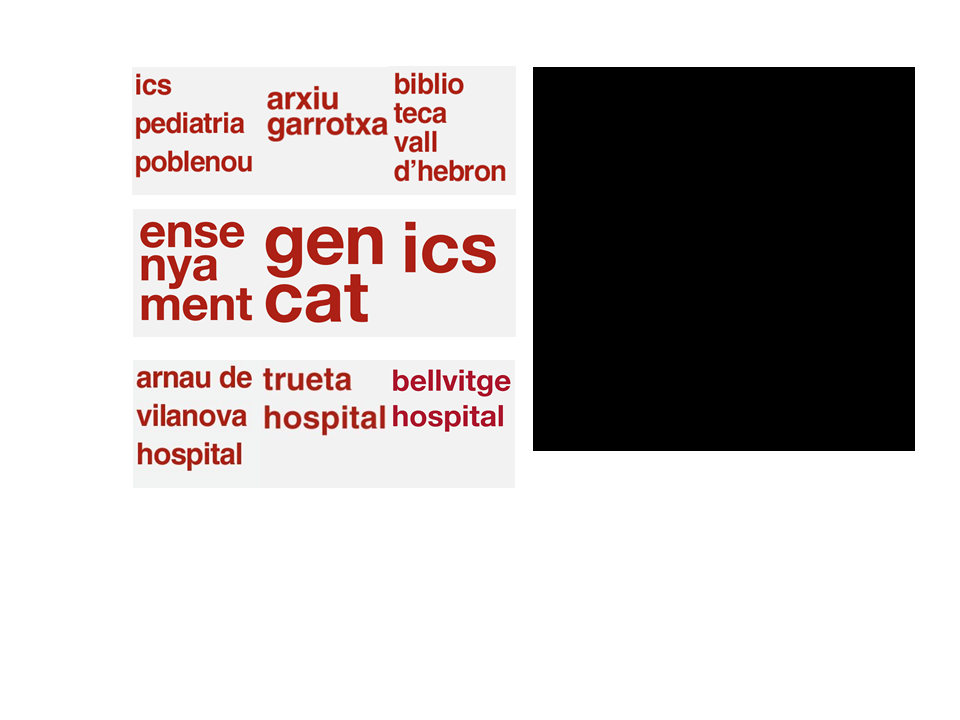 ics
pediatria
poblenou
arxiu
garrotxa
biblio
teca
vall
d’hebron
ense
nya
ment
gen
cat
ics
arnau de
vilanova
hospital
trueta
hospital
bellvitge
hospital